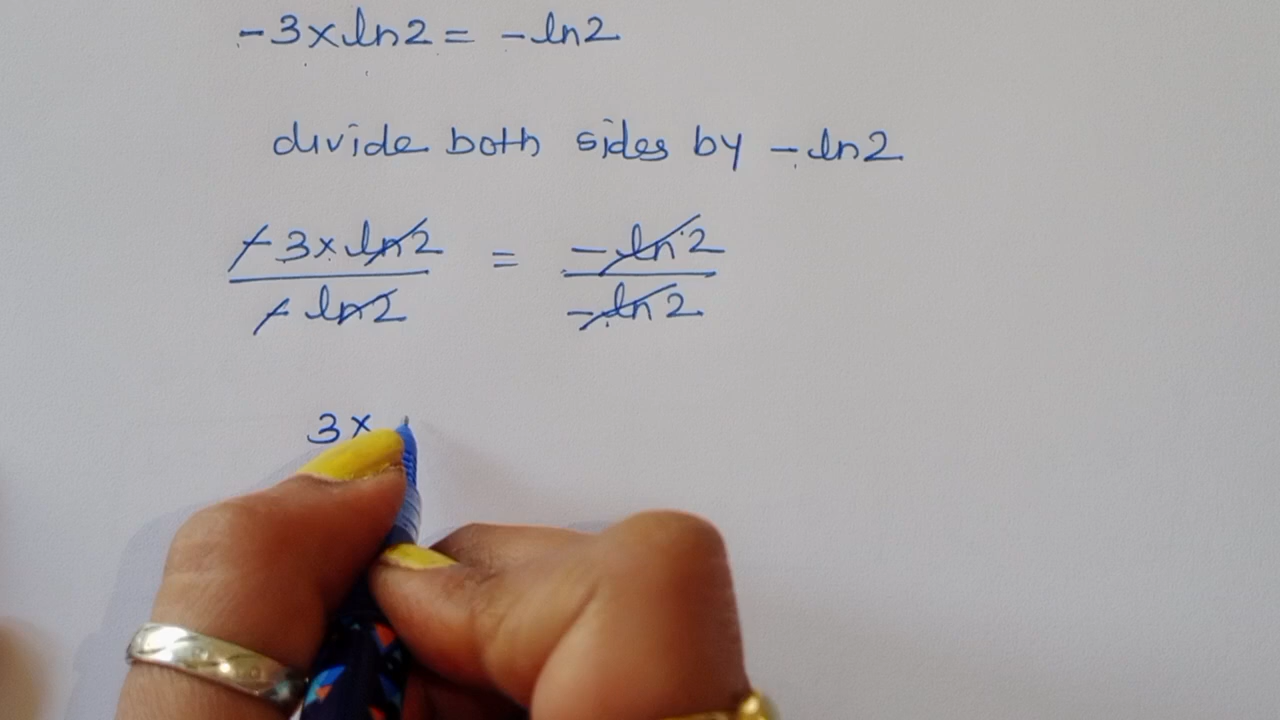 -3x ln2 = -ln2
divide both sides by -ln2
-3x ln2 / -ln2 = -ln2 / -ln2
3x